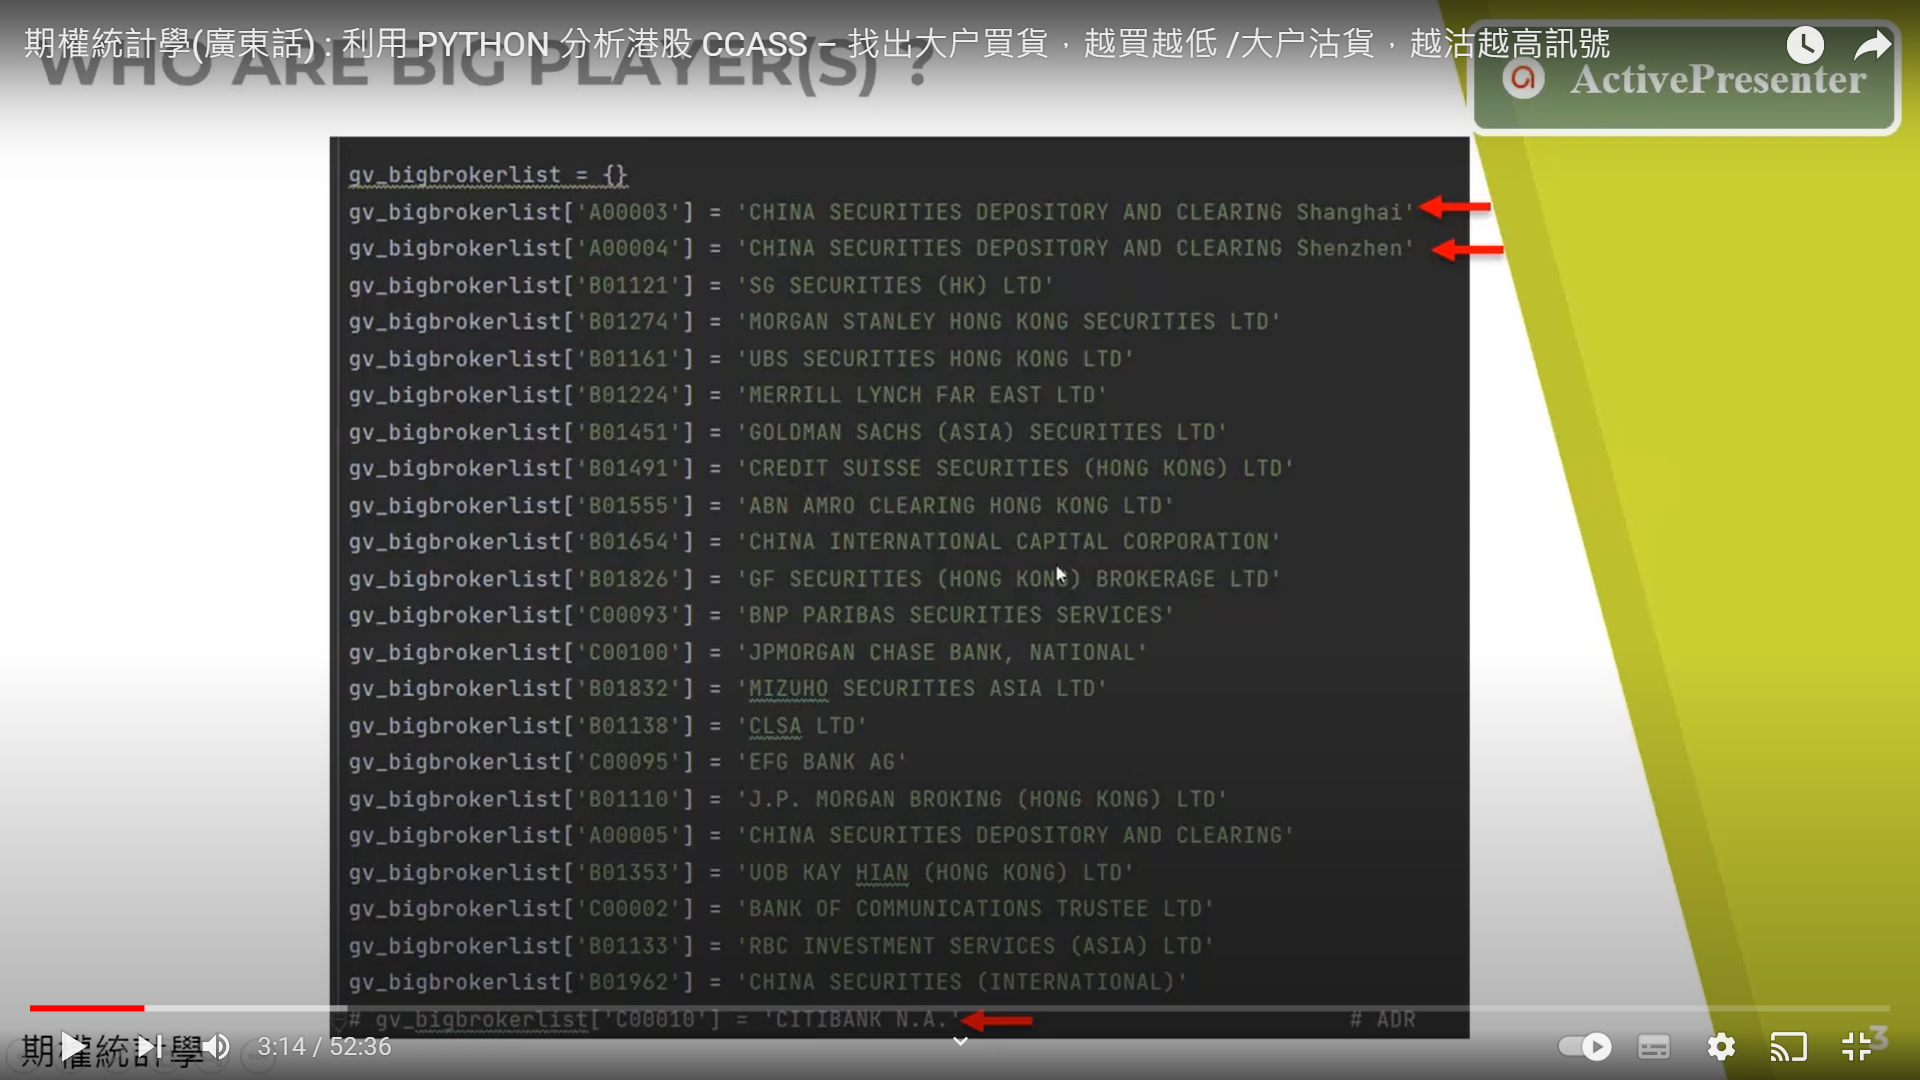 期權統計學(廣東話) : 利用 PYTHON 分析港股 CCASS – 找出大户買貨，越買越低 /大户沽貨，越沽越高訊號
WHO ARE BIG PLAYER(S) ?
ActivePresenter
gv_bigbrokerlist = {}
gv_bigbrokerlist['A00003'] = 'CHINA SECURITIES DEPOSITORY AND CLEARING Shanghai'
gv_bigbrokerlist['A00004'] = 'CHINA SECURITIES DEPOSITORY AND CLEARING Shenzhen'
gv_bigbrokerlist['B01121'] = 'SG SECURITIES (HK) LTD'
gv_bigbrokerlist['B01274'] = 'MORGAN STANLEY HONG KONG SECURITIES LTD'
gv_bigbrokerlist['B01161'] = 'UBS SECURITIES HONG KONG LTD'
gv_bigbrokerlist['B01224'] = 'MERRILL LYNCH FAR EAST LTD'
gv_bigbrokerlist['B01451'] = 'GOLDMAN SACHS (ASIA) SECURITIES LTD'
gv_bigbrokerlist['B01491'] = 'CREDIT SUISSE SECURITIES (HONG KONG) LTD'
gv_bigbrokerlist['B01555'] = 'ABN AMRO CLEARING HONG KONG LTD'
gv_bigbrokerlist['B01654'] = 'CHINA INTERNATIONAL CAPITAL CORPORATION'
gv_bigbrokerlist['B01826'] = 'GF SECURITIES (HONG KONG) BROKERAGE LTD'
gv_bigbrokerlist['C00093'] = 'BNP PARIBAS SECURITIES SERVICES'
gv_bigbrokerlist['C00100'] = 'JPMORGAN CHASE BANK, NATIONAL'
gv_bigbrokerlist['B01832'] = 'MIZUHO SECURITIES ASIA LTD'
gv_bigbrokerlist['B01138'] = 'CLSA LTD'
gv_bigbrokerlist['C00095'] = 'EFG BANK AG'
gv_bigbrokerlist['B01110'] = 'J.P. MORGAN BROKING (HONG KONG) LTD'
gv_bigbrokerlist['A00005'] = 'CHINA SECURITIES DEPOSITORY AND CLEARING'
gv_bigbrokerlist['B01353'] = 'UOB KAY HIAN (HONG KONG) LTD'
gv_bigbrokerlist['C00002'] = 'BANK OF COMMUNICATIONS TRUSTEE LTD'
gv_bigbrokerlist['B01133'] = 'RBC INVESTMENT SERVICES (ASIA) LTD'
gv_bigbrokerlist['B01962'] = 'CHINA SECURITIES (INTERNATIONAL)'
# gv_bigbrokerlist['C00010'] = 'CITIBANK N.A.' # ADR
期權統計學
3:14 / 52:36
3